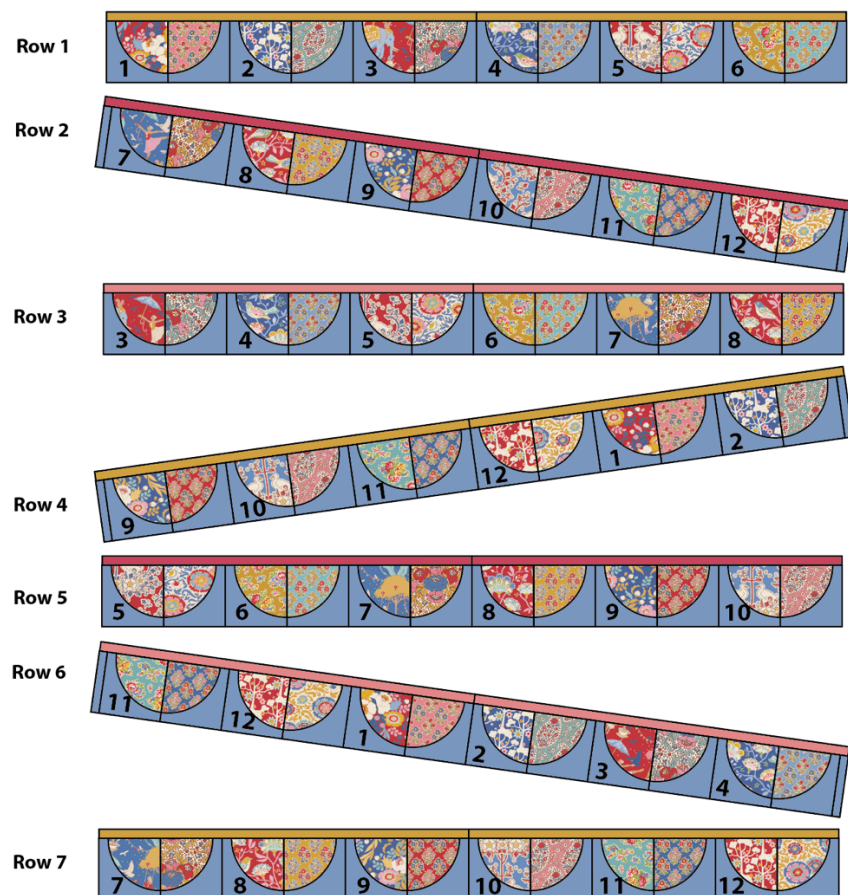 Row 1
1 2 3 4 5 6
Row 2
7 8 9 10 11 12
Row 3
3 4 5 6 7 8
Row 4
9 10 11 12 1 2
Row 5
5 6 7 8 9 10
Row 6
11 12 1 2 3 4
Row 7
7 8 9 10 11 12